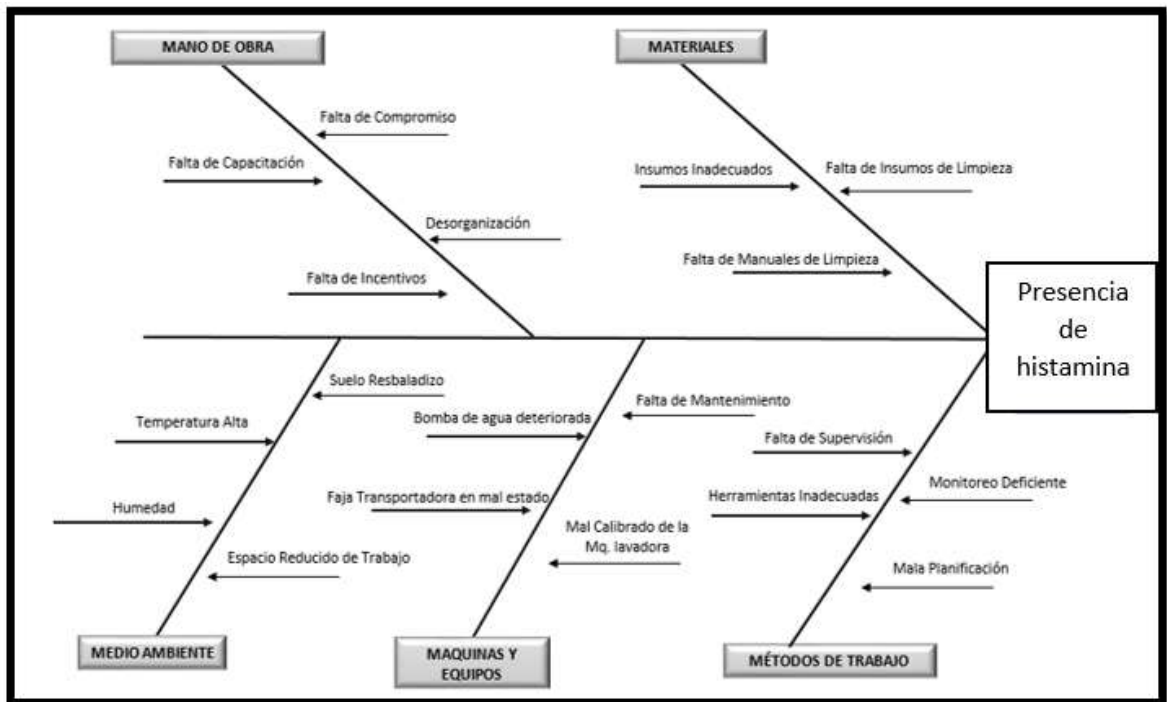 MANO DE OBRA
MATERIALES
Falta de Compromiso
Falta de Capacitación
Desorganización
Falta de Incentivos
Insumos Inadecuados
Falta de Insumos de Limpieza
Falta de Manuales de Limpieza
Presencia
de
histamina
Suelo Resbaladizo
Temperatura Alta
Humedad
Espacio Reducido de Trabajo
Falta de Mantenimiento
Bomba de agua deteriorada
Faja Transportadora en mal estado
Mal Calibrado de la
Mq. lavadora
Falta de Supervisión
Monitoreo Deficiente
Herramientas Inadecuadas
Mala Planificación
MEDIO AMBIENTE
MAQUINAS Y
EQUIPOS
MÉTODOS DE TRABAJO